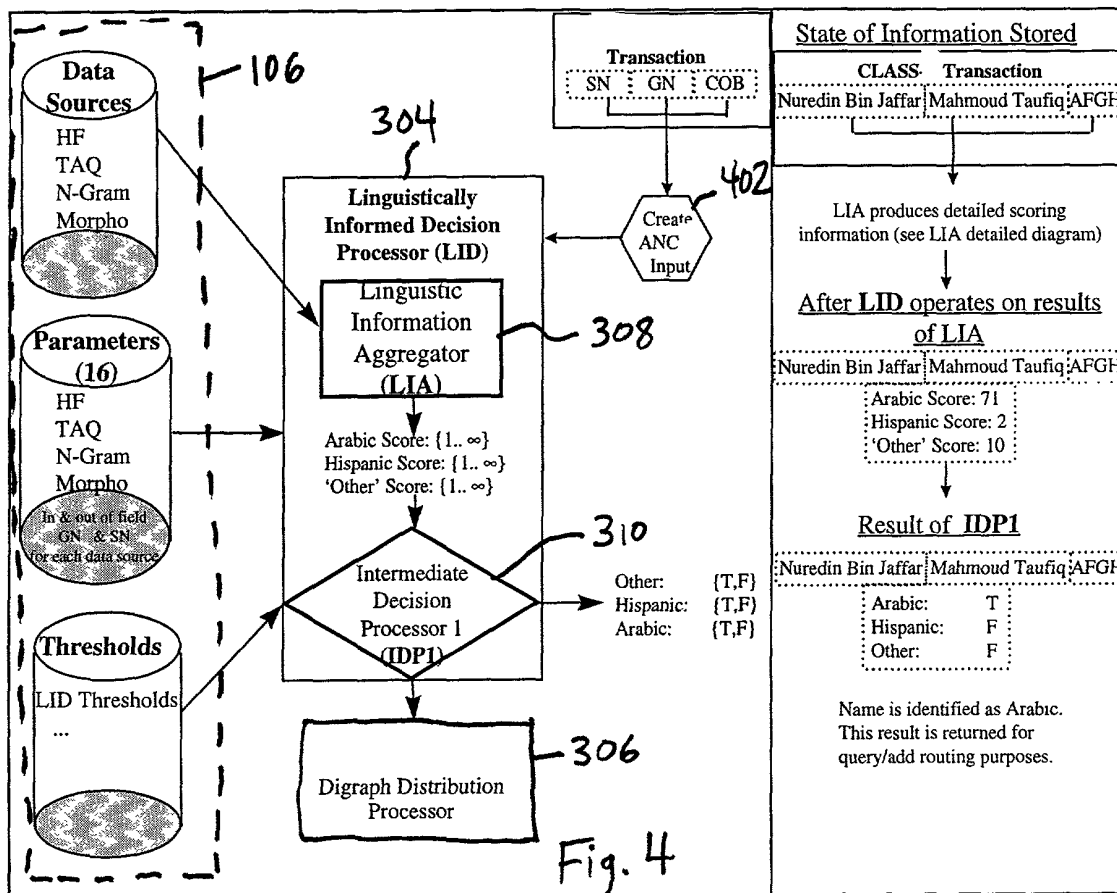 Data
Sources
HF
TAQ
N-Gram
Morpho
106
Parameters
(16)
HF
TAQ
N-Gram
Morpho
In & out of field
GN & SN
for each data source
Thresholds
LID Thresholds
...
304
Linguistically
Informed Decision
Processor (LID)
Linguistic
Information
Aggregator
(LIA)
308
Arabic Score: {1.. ∞}
Hispanic Score: {1.. ∞}
‘Other’ Score: {1.. ∞}
Intermediate
Decision
Processor 1
(IDP1)
310
Other: {T,F}
Hispanic: {T,F}
Arabic: {T,F}
Digraph Distribution
Processor
306
Fig. 4
Transaction
SN GN COB
402
Create
ANC
Input
State of Information Stored
CLASS- Transaction
Nuredin Bin Jaffar Mahmoud Taufiq AFGH
LIA produces detailed scoring
information (see LIA detailed diagram)
After LID operates on results
of LIA
Nuredin Bin Jaffar Mahmoud Taufiq AFGH
Arabic Score: 71
Hispanic Score: 2
‘Other’ Score: 10
Result of IDP1
Nuredin Bin Jaffar Mahmoud Taufiq AFGH
Arabic: T
Hispanic: F
Other: F
Name is identified as Arabic.
This result is returned for
query/add routing purposes.